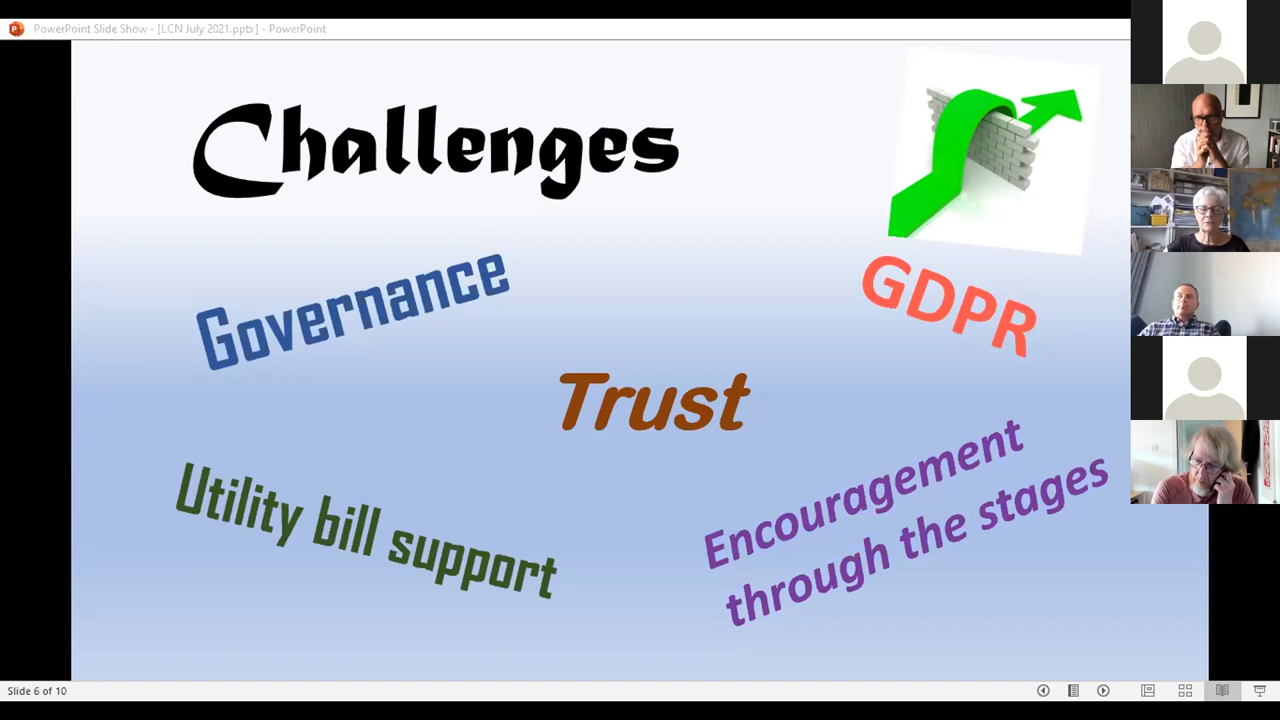 PowerPoint Slide Show - [LCN July 2021.pptx] - PowerPoint
Challenges
Governance
GDPR
Trust
Utility bill support
Encouragement
through the stages
Slide 6 of 10